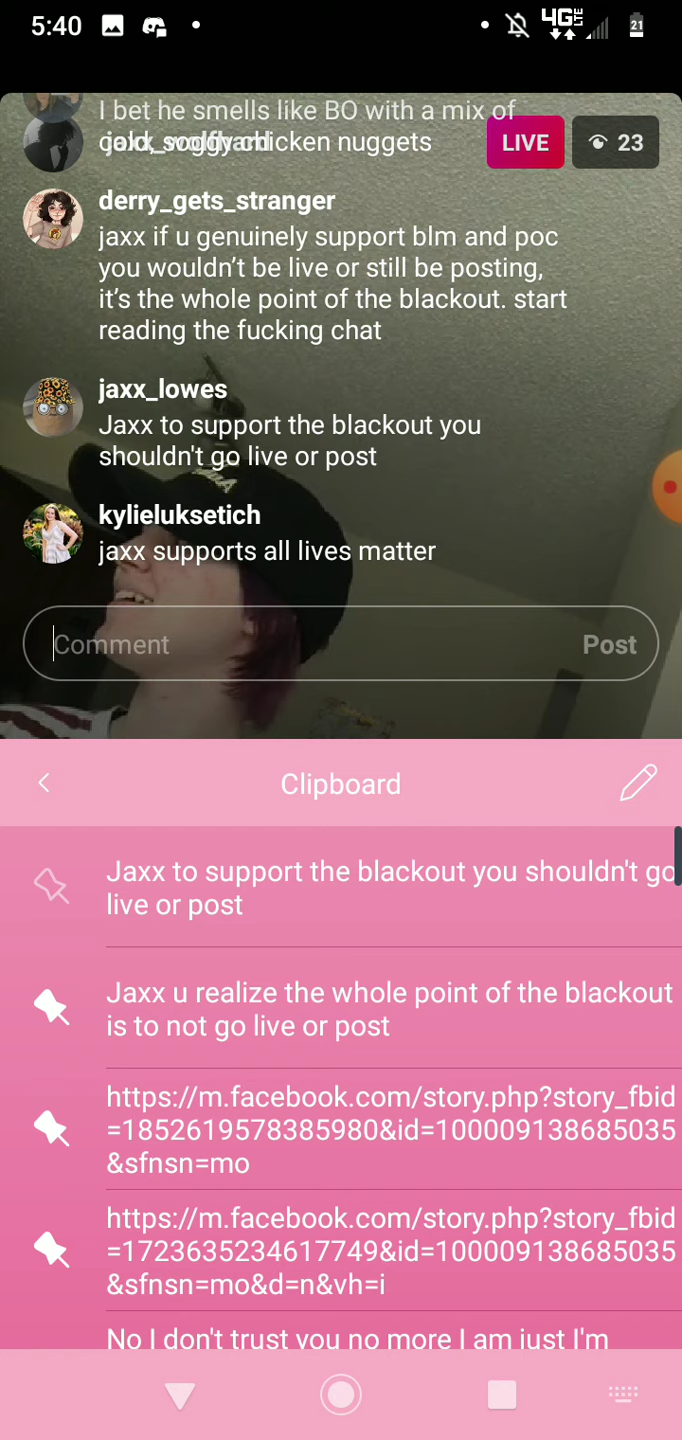 5:40
4G LTE
21
I bet he smells like BO with a mix of
cold, soggy chicken nuggets
LIVE
23
derry_gets_stranger
jaxx if u genuinely support blm and poc
you wouldn’t be live or still be posting,
it’s the whole point of the blackout. start
reading the fucking chat
jaxx_lowes
Jaxx to support the blackout you
shouldn't go live or post
kylieluksetich
jaxx supports all lives matter
Comment
Post
Clipboard
Jaxx to support the blackout you shouldn't go
live or post
Jaxx u realize the whole point of the blackout
is to not go live or post
https://m.facebook.com/story.php?story_fbid
=1852619578385980&id=100009138685035
&sfnsn=mo
https://m.facebook.com/story.php?story_fbid
=1723635234617749&id=100009138685035
&sfnsn=mo&d=n&vh=i
No I don't trust you no more I am just I'm